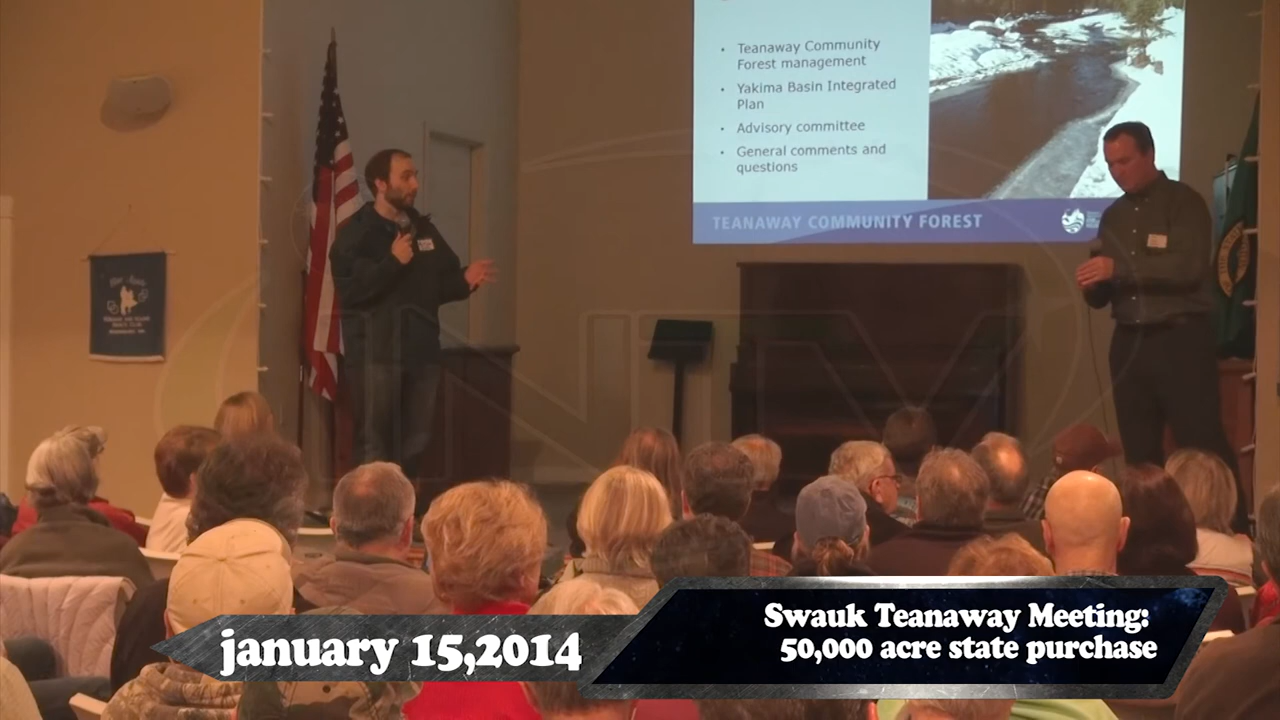 Teanaway Community
Forest management
Yakima Basin Integrated
Plan
Advisory committee
General comments and
questions
TEANAWAY COMMUNITY FOREST
NTV
january 15,2014
Swauk Teanaway Meeting:
50,000 acre state purchase